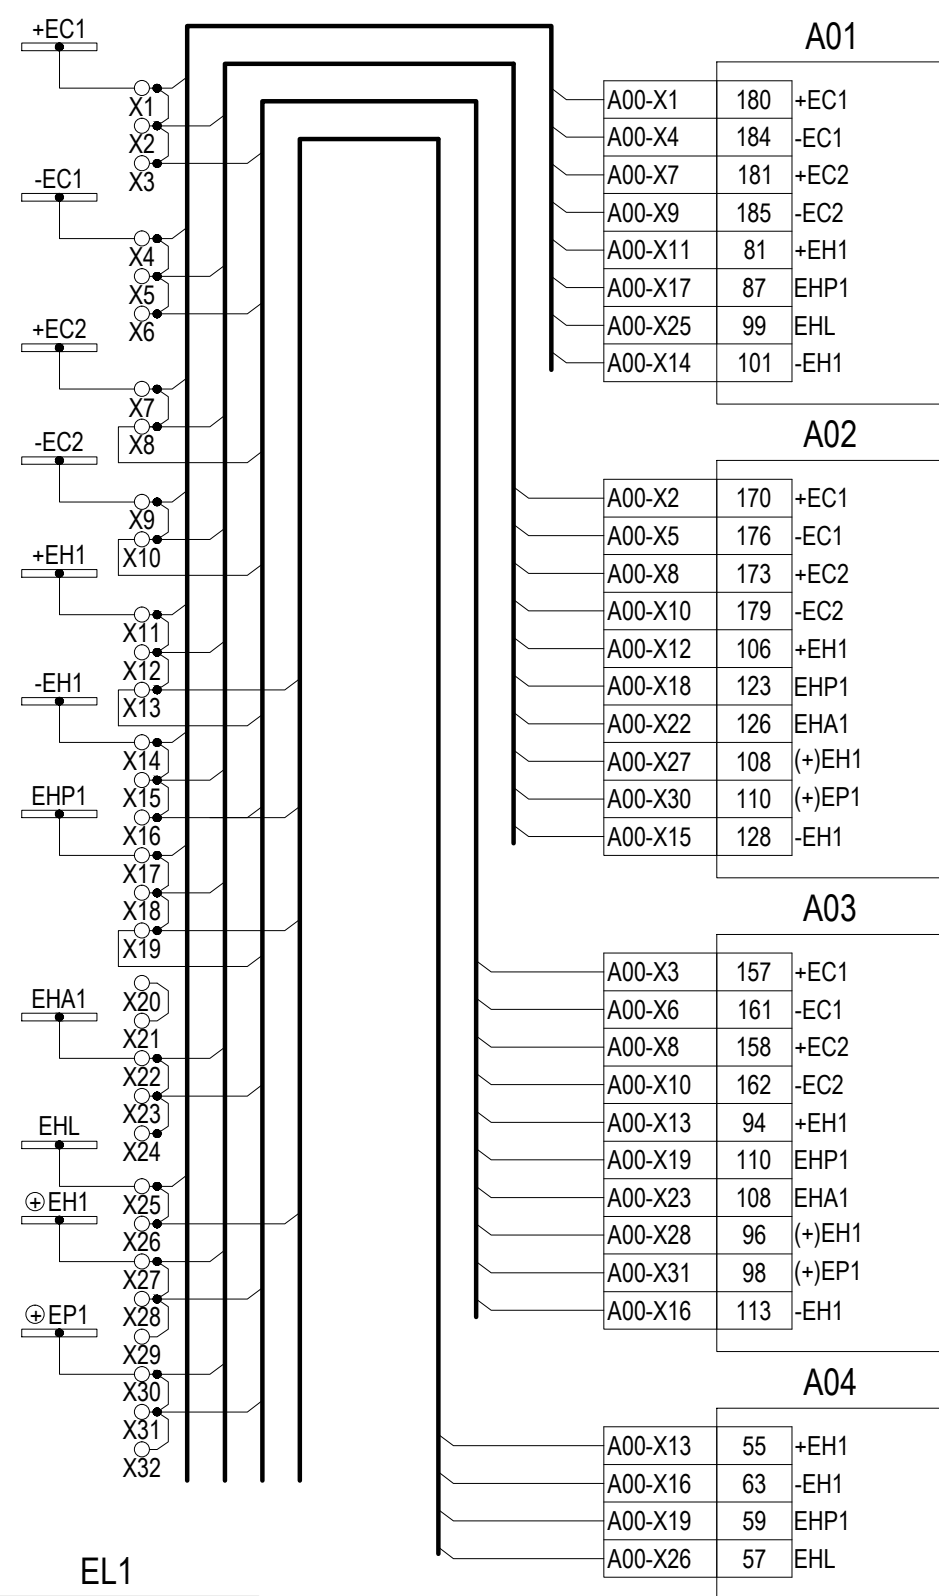 +EC1
X1
X2
X3
-EC1
X4
X5
X6
+EC2
X7
X8
-EC2
X9
X10
+EH1
X11
X12
X13
-EH1
X14
X15
X16
EHP1
X17
X18
X19
X20
EHA1
X21
X22
X23
X24
EHL
X25
⊕EH1
X26
X27
X28
⊕EP1
X29
X30
X31
X32
EL1
A01
A00-X1 180 +EC1
A00-X4 184 -EC1
A00-X7 181 +EC2
A00-X9 185 -EC2
A00-X11 81 +EH1
A00-X17 87 EHP1
A00-X25 99 EHL
A00-X14 101 -EH1
A02
A00-X2 170 +EC1
A00-X5 176 -EC1
A00-X8 173 +EC2
A00-X10 179 -EC2
A00-X12 106 +EH1
A00-X18 123 EHP1
A00-X22 126 EHA1
A00-X27 108 (+)EH1
A00-X30 110 (+)EP1
A00-X15 128 -EH1
A03
A00-X3 157 +EC1
A00-X6 161 -EC1
A00-X8 158 +EC2
A00-X10 162 -EC2
A00-X13 94 +EH1
A00-X19 110 EHP1
A00-X23 108 EHA1
A00-X28 96 (+)EH1
A00-X31 98 (+)EP1
A00-X16 113 -EH1
A04
A00-X13 55 +EH1
A00-X16 63 -EH1
A00-X19 59 EHP1
A00-X26 57 EHL